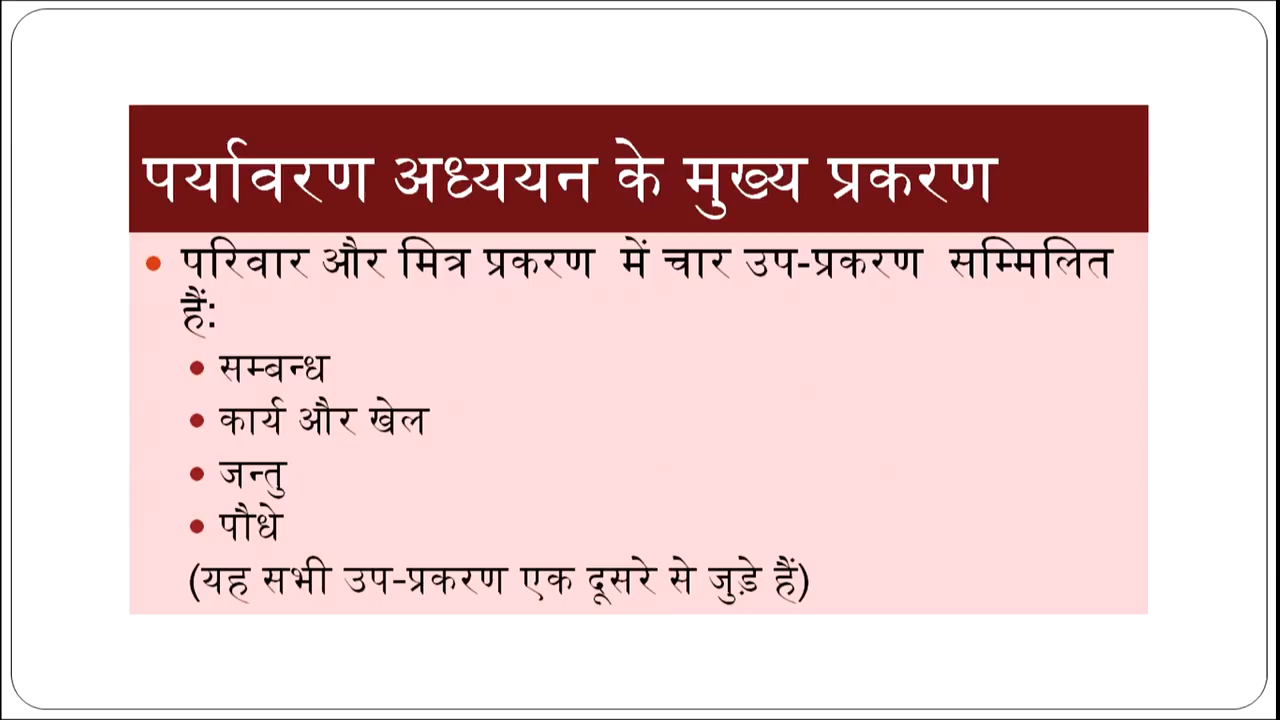 पर्यावरण अध्ययन के मुख्य प्रकरण
• परिवार और मित्र प्रकरण में चार उप-प्रकरण सम्मिलित
हैं:
• सम्बन्ध
• कार्य और खेल
• जन्तु
• पौधे
(यह सभी उप-प्रकरण एक दूसरे से जुड़े हैं)